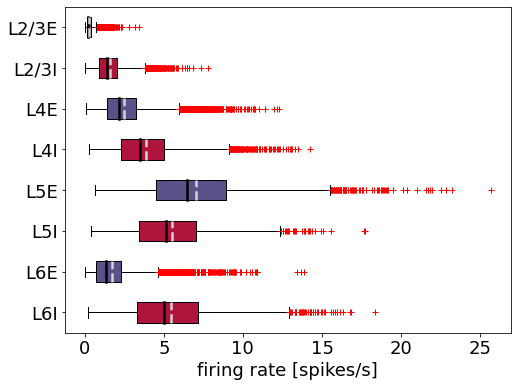 L2/3E
L2/3I
L4E
L4I
L5E
L5I
L6E
L6I
0 5 10 15 20 25
firing rate [spikes/s]